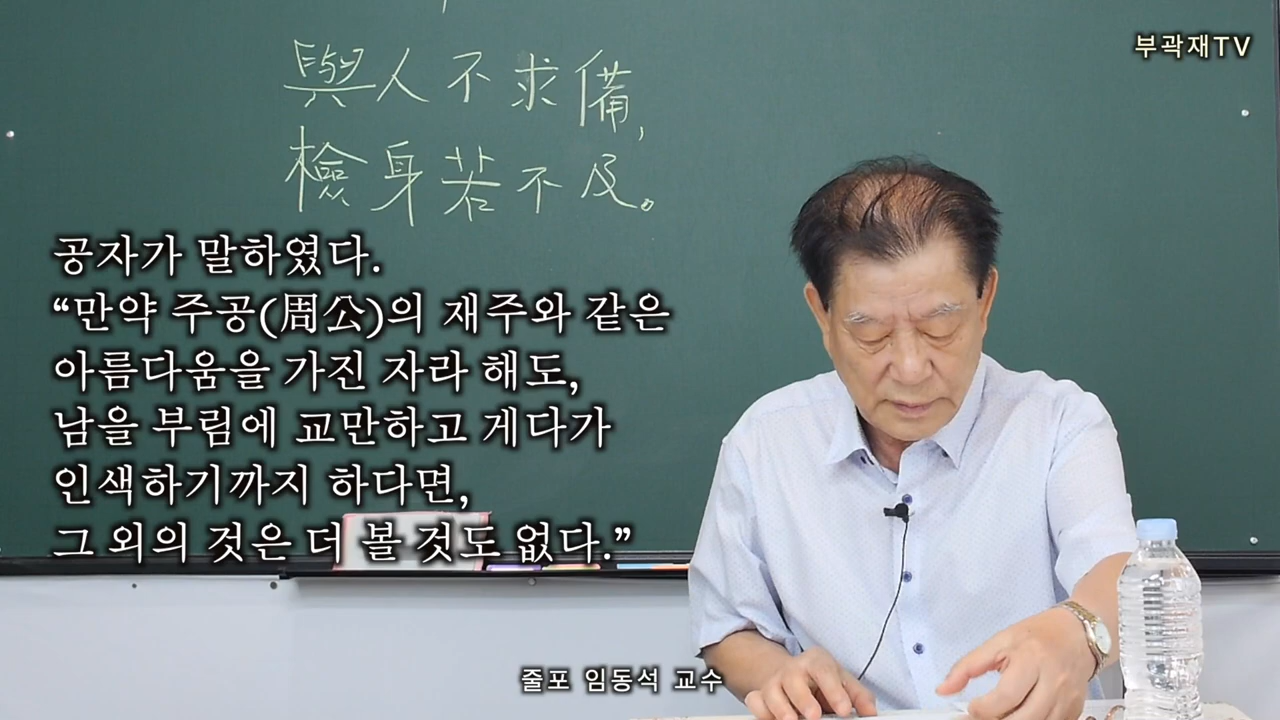 부곽재TV
與人不求備,
檢身若不及。
공자가 말하였다.
“만약 주공(周公)의 재주와 같은
아름다움을 가진 자라 해도,
남을 부림에 교만하고 게다가
인색하기까지 하다면,
그 외의 것은 더 볼 것도 없다.”
줄포 임동석 교수